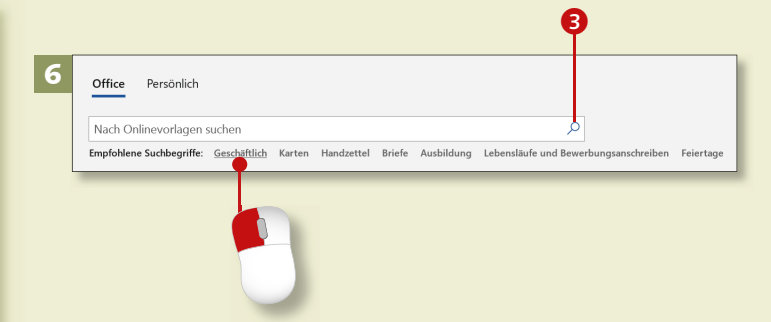 3
6
Office Persönlich
Nach Onlinevorlagen suchen
Empfohlene Suchbegriffe: Geschäftlich Karten Handzettel Briefe Ausbildung Lebensläufe und Bewerbungsanschreiben Feiertage